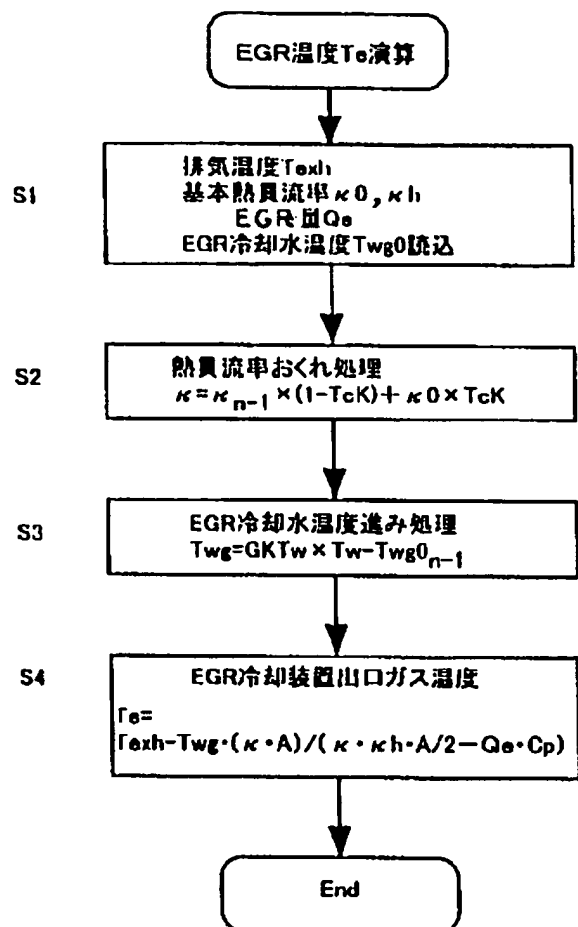 EGR温度Te演算
S1
排気温度Texh
基本熱貫流率κ0,κh
EGR量Qe
EGR冷却水温度Twg0読込
S2
熱貫流率おくれ処理
κ=κn-1×(1-TcK)+κ0×TcK
S3
EGR冷却水温度進み処理
Twg=GKTw×Tw-Twg0n-1
S4
EGR冷却装置出口ガス温度
Te=
Texh-Twg・(κ・A)/(κ・κh・A/2-Qe・Cp)
End